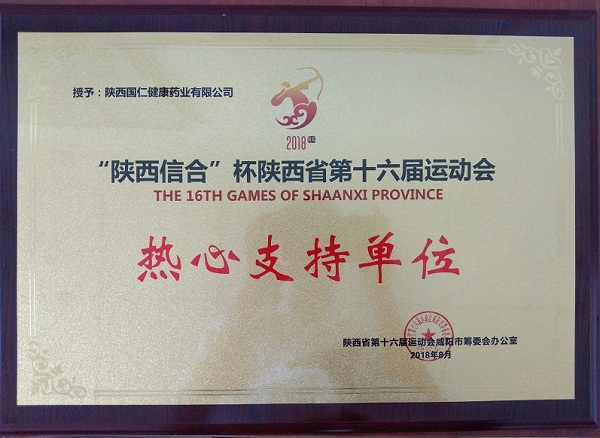 授予：陕西国仁健康药业有限公司
2018
“陕西信合”杯陕西省第十六届运动会
THE 16TH GAMES OF SHAANXI PROVINCE
热心支持单位
陕西省第十六届运动会咸阳市筹委会办公室
2018年8月